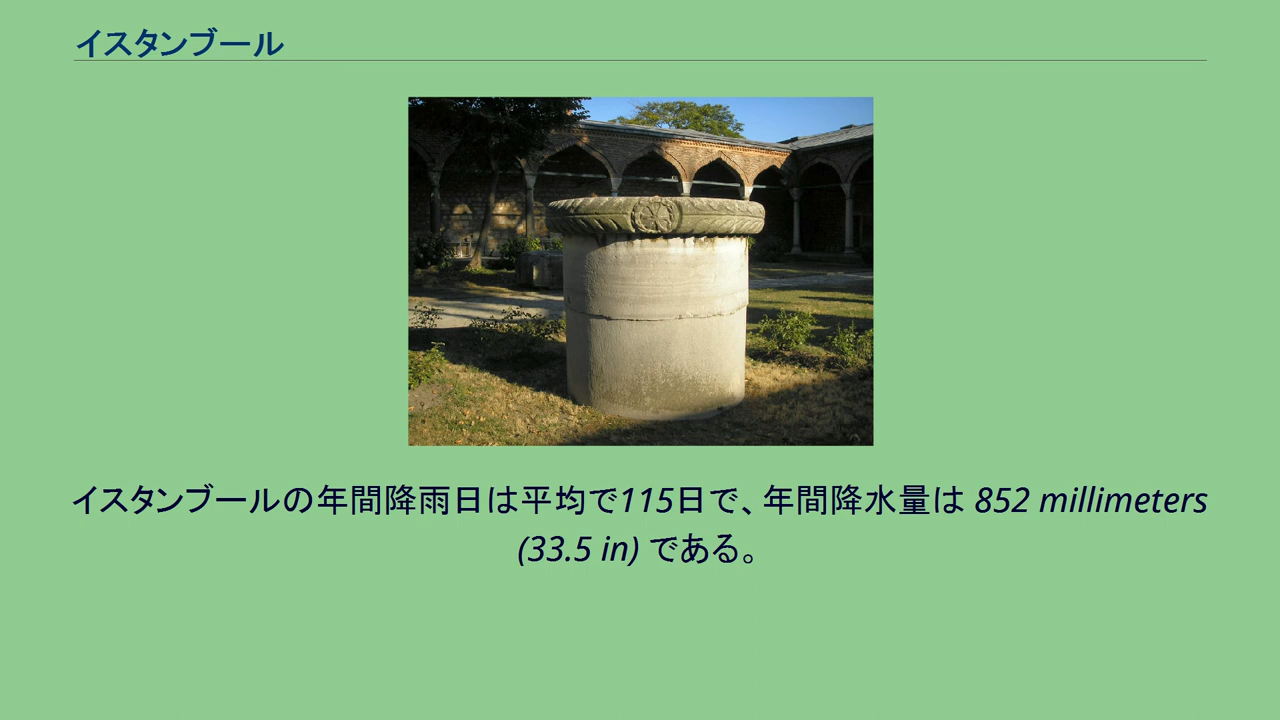 イスタンブール
イスタンブールの年間降雨日は平均で115日で、年間降水量は 852 millimeters
(33.5 in) である。